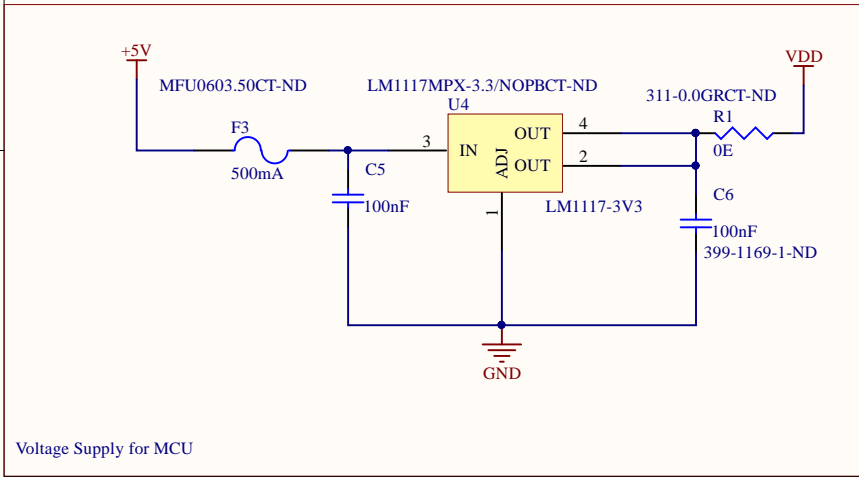 +5V
VDD
MFU0603.50CT-ND
LM1117MPX-3.3/NOPBCT-ND
311-0.0GRCT-ND
U4
R1
F3
4
OUT
3
IN
0E
ADJ
OUT
2
500mA
C5
C6
100nF
1
LM1117-3V3
100nF
399-1169-1-ND
GND
Voltage Supply for MCU